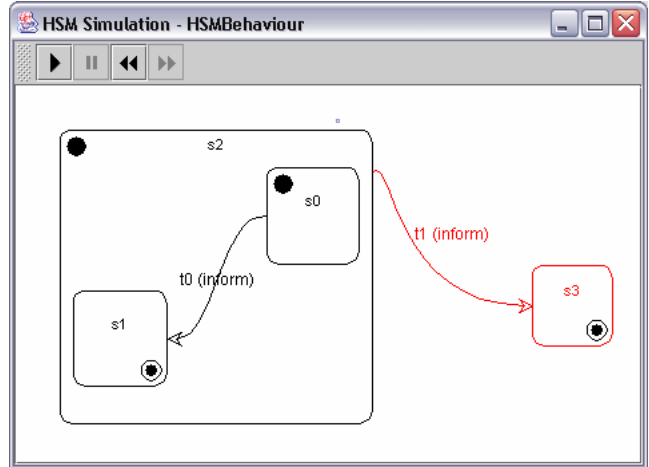 HSM Simulation - HSMBehaviour
s2
s0
t1 (inform)
t0 (inform)
s3
s1